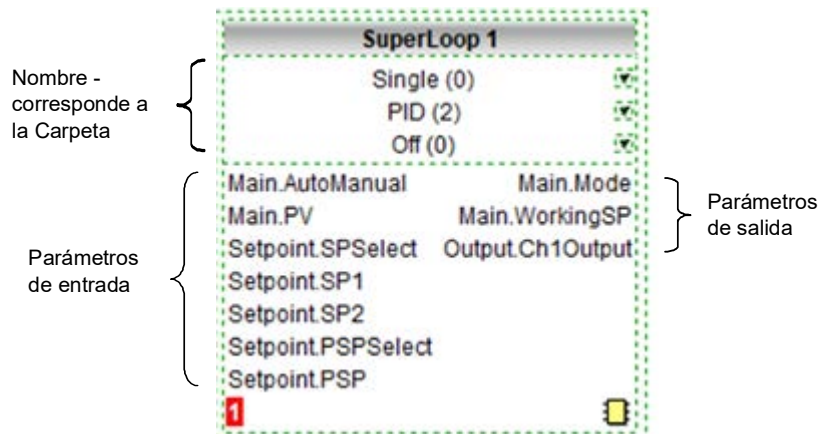 SuperLoop 1
Nombre -
corresponde a
la Carpeta
Single (0)
PID (2)
Off (0)
Parámetros
de entrada
Main.AutoManual
Main.PV
Setpoint.SPSelect
Setpoint.SP1
Setpoint.SP2
Setpoint.PSPSelect
Setpoint.PSP
1
Main.Mode
Main.WorkingSP
Output.Ch1Output
Parámetros
de salida